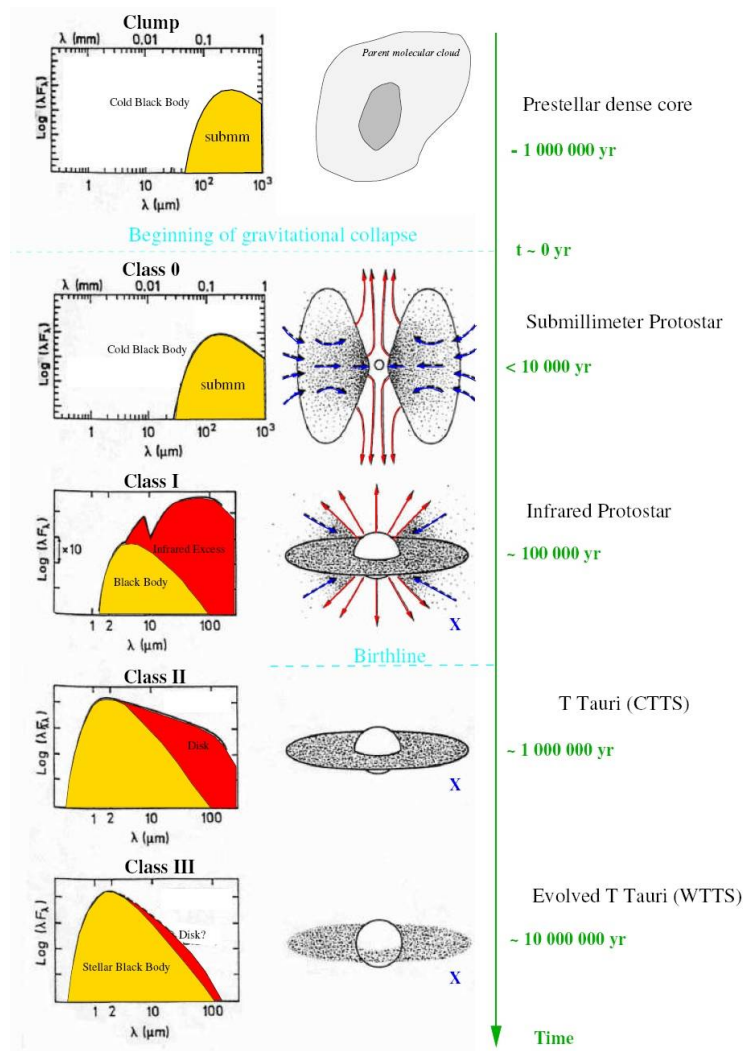 Clump
λ (mm) 0.01 0.1 1
Log (λFλ)
Cold Black Body
submm
1 10 10² 10³
λ (μm)
Parent molecular cloud
Prestellar dense core
- 1 000 000 yr
Beginning of gravitational collapse
t ~ 0 yr
Class 0
λ (mm) 0.01 0.1 1
Log (λFλ)
Cold Black Body
submm
1 10 10² 10³
λ (μm)
Submillimeter Protostar
< 10 000 yr
Class I
Log (λFλ)
×10
Infrared Excess
Black Body
1 2 10 100
λ (μm)
X
Infrared Protostar
~ 100 000 yr
Birthline
Class II
Log (λFλ)
Disk
1 2 10 100
λ (μm)
X
T Tauri (CTTS)
~ 1 000 000 yr
Class III
Log (λFλ)
Disk?
Stellar Black Body
1 2 10 100
λ (μm)
X
Evolved T Tauri (WTTS)
~ 10 000 000 yr
Time